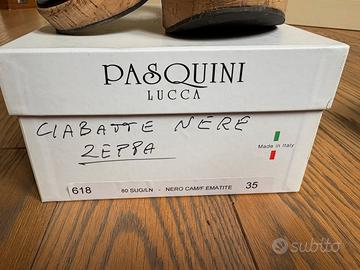 PASQUINI
LUCCA
CIABATTE NERE
ZEPPA
Made in Italy
618 80 SUG/LN - NERO CAM/F EMATITE 35
subito